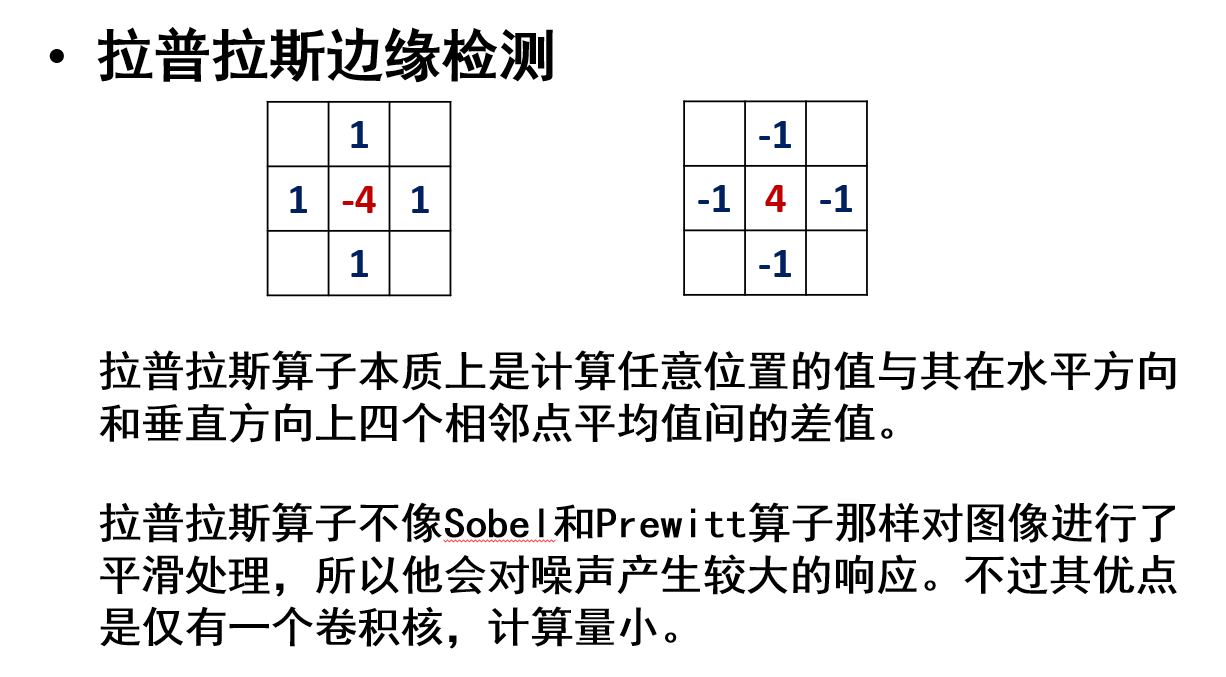 • 拉普拉斯边缘检测
1 -1
1 -4 1 -1 4 -1
1 -1
拉普拉斯算子本质上是计算任意位置的值与其在水平方向
和垂直方向上四个相邻点平均值间的差值。
拉普拉斯算子不像Sobel和Prewitt算子那样对图像进行了
平滑处理，所以他会对噪声产生较大的响应。不过其优点
是仅有一个卷积核，计算量小。